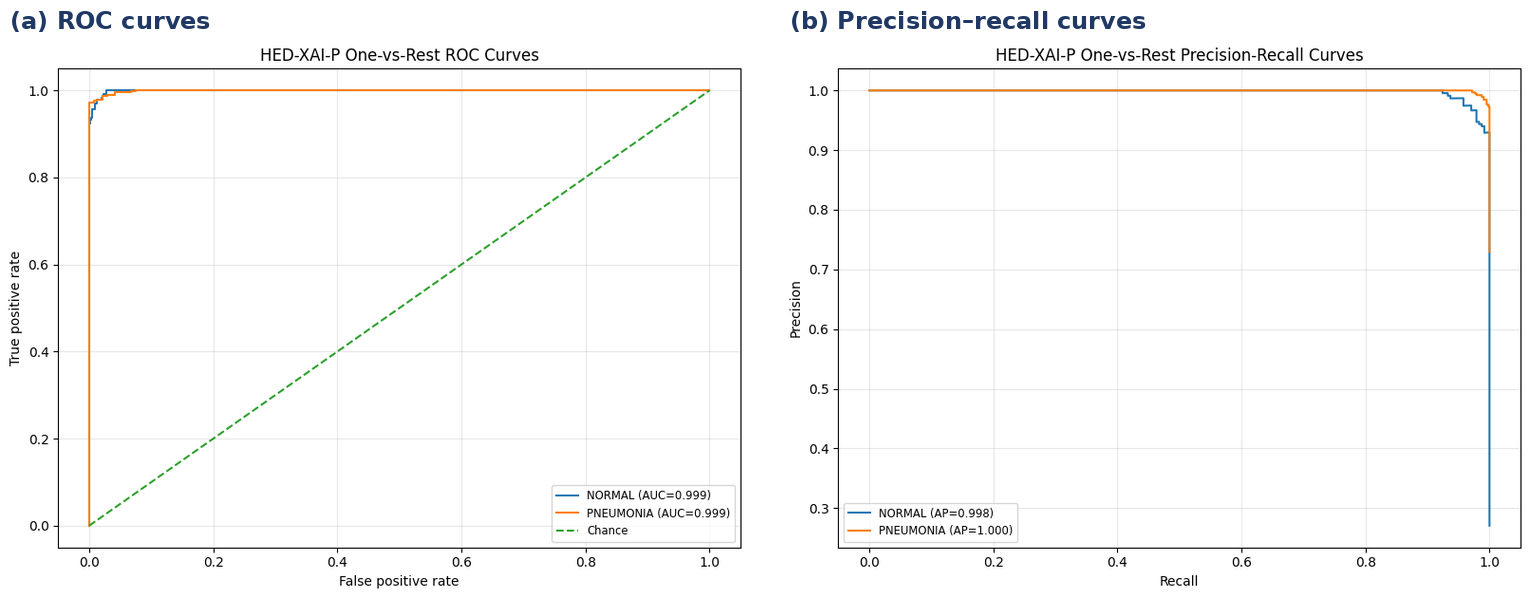 (a) ROC curves
HED-XAI-P One-vs-Rest ROC Curves
True positive rate
1.0
0.8
0.6
0.4
0.2
0.0
NORMAL (AUC=0.999)
PNEUMONIA (AUC=0.999)
Chance
0.0 0.2 0.4 0.6 0.8 1.0
False positive rate
(b) Precision–recall curves
HED-XAI-P One-vs-Rest Precision-Recall Curves
Precision
1.0
0.9
0.8
0.7
0.6
0.5
0.4
0.3
NORMAL (AP=0.998)
PNEUMONIA (AP=1.000)
0.0 0.2 0.4 0.6 0.8 1.0
Recall